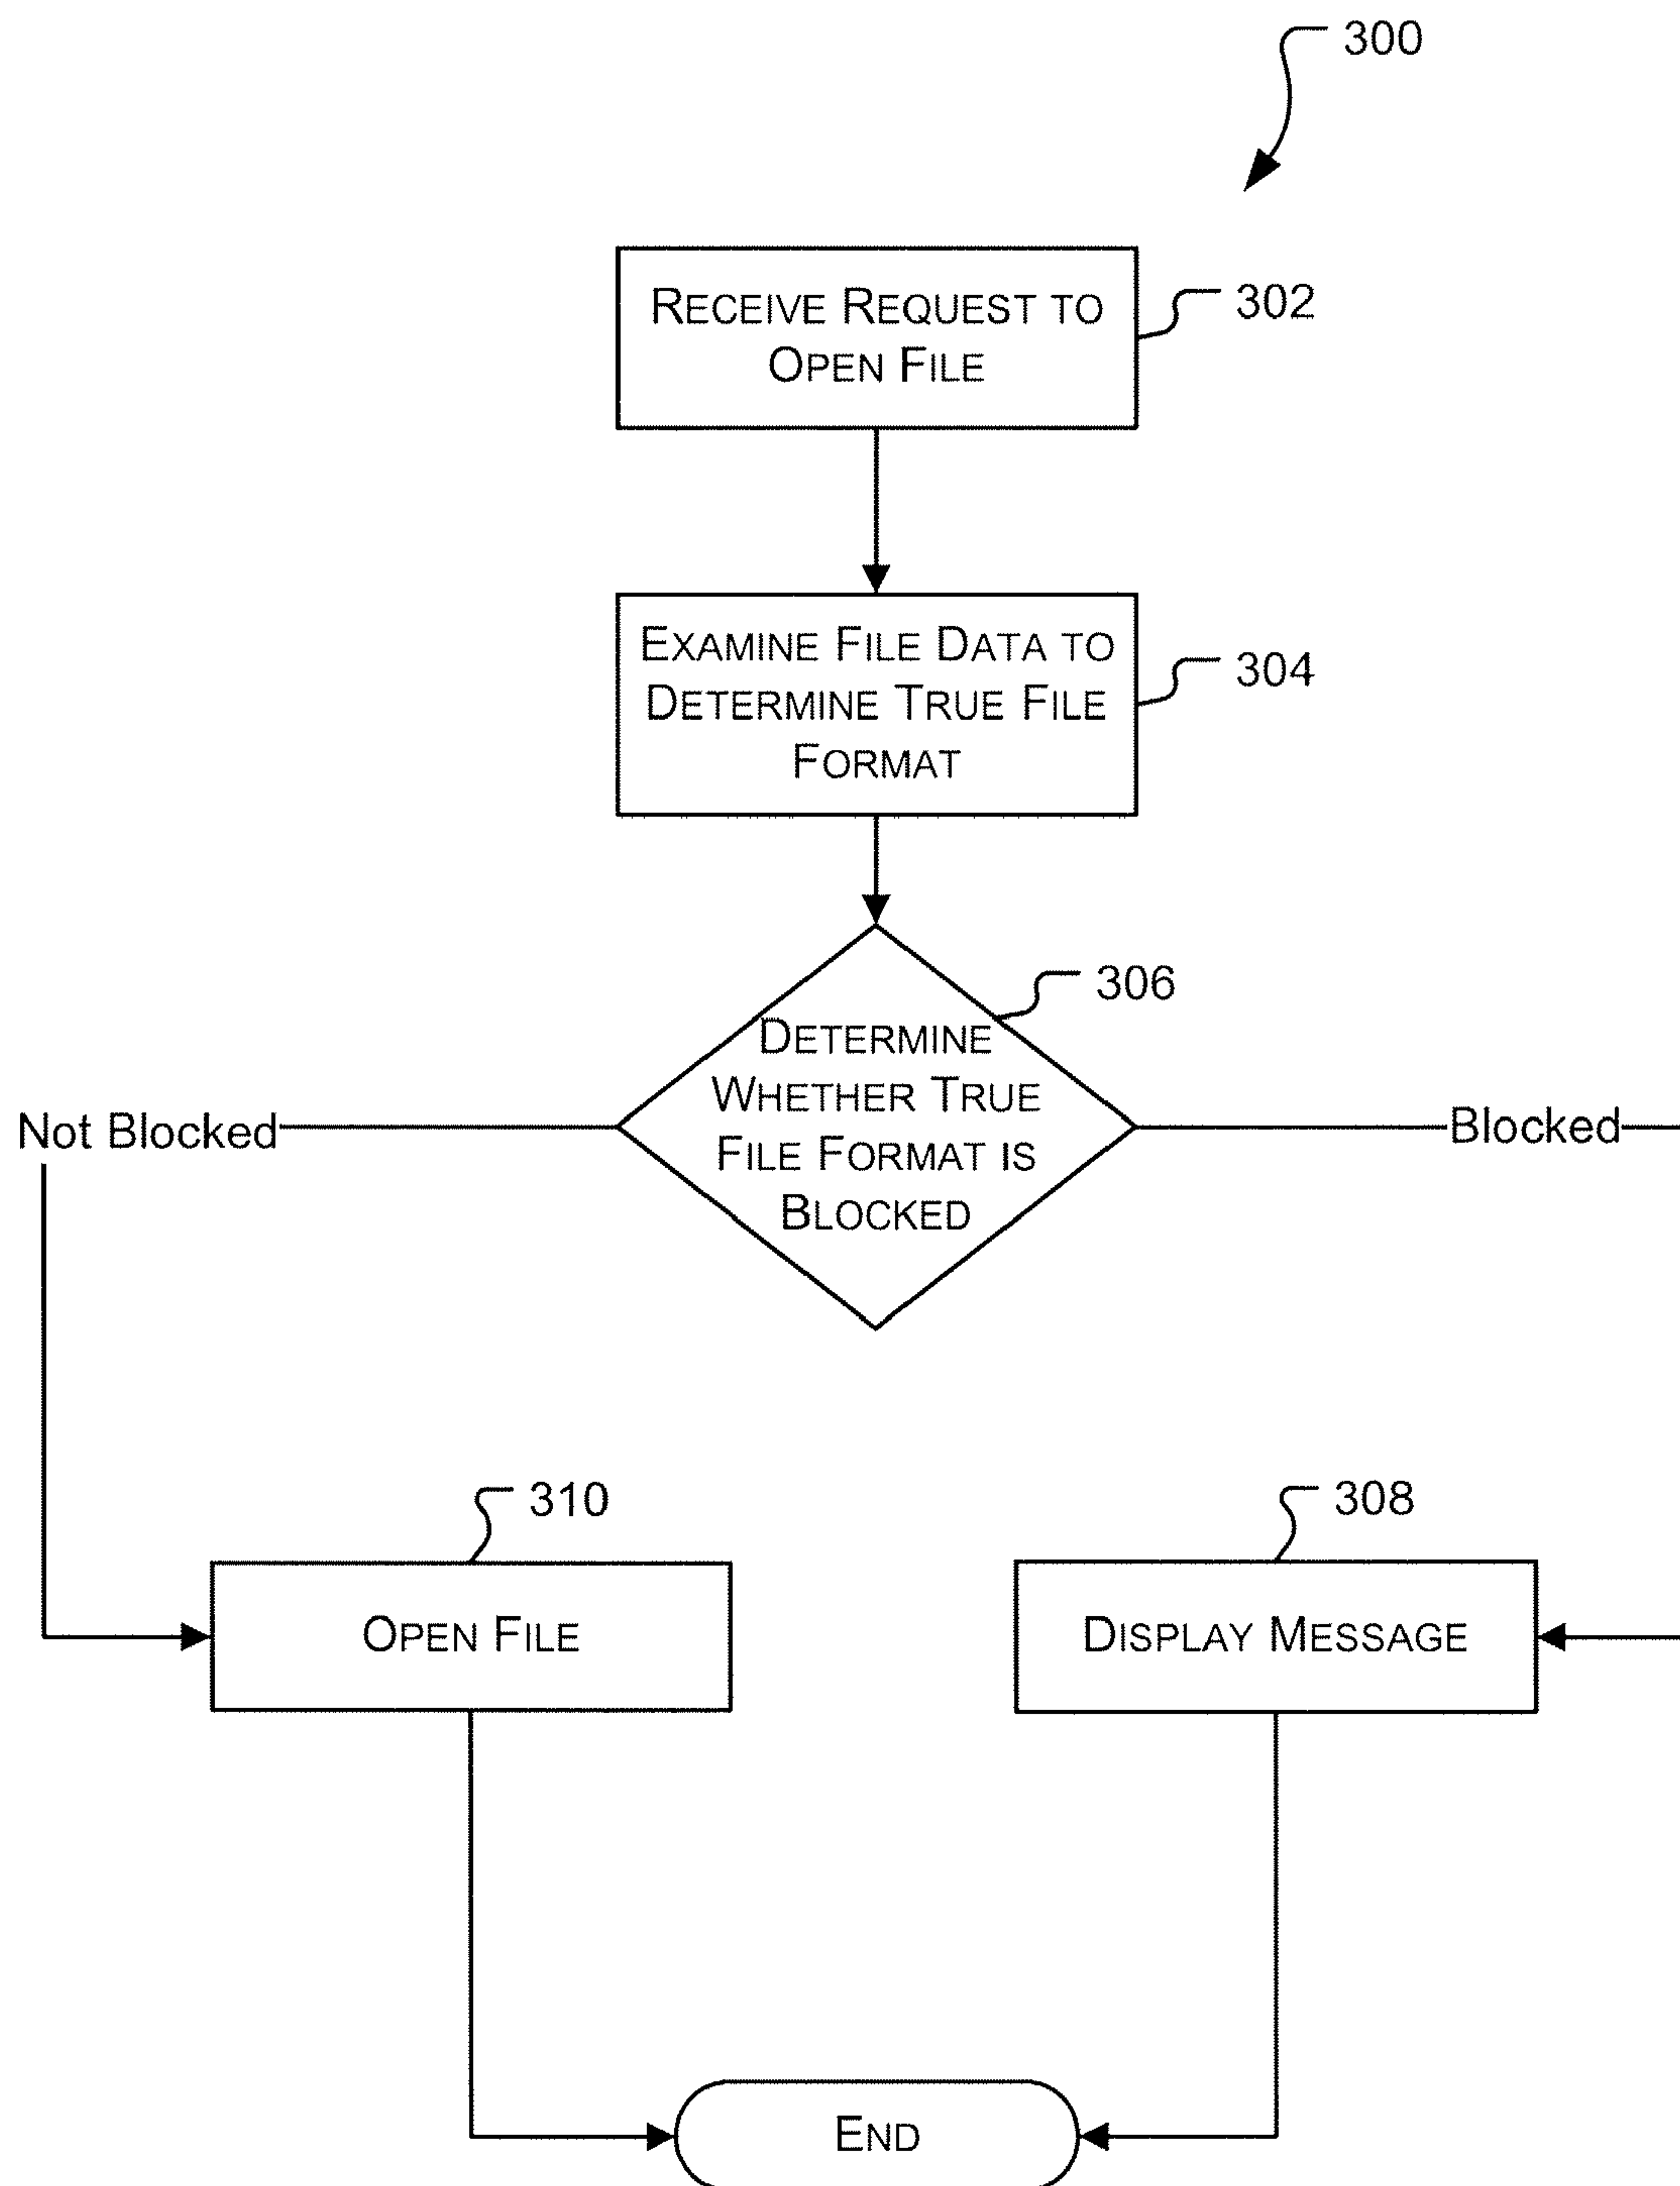 300
RECEIVE REQUEST TO
OPEN FILE
302
EXAMINE FILE DATA TO
DETERMINE TRUE FILE
FORMAT
304
306
DETERMINE
WHETHER TRUE
FILE FORMAT IS
BLOCKED
Not Blocked
Blocked
310
308
OPEN FILE
DISPLAY MESSAGE
END